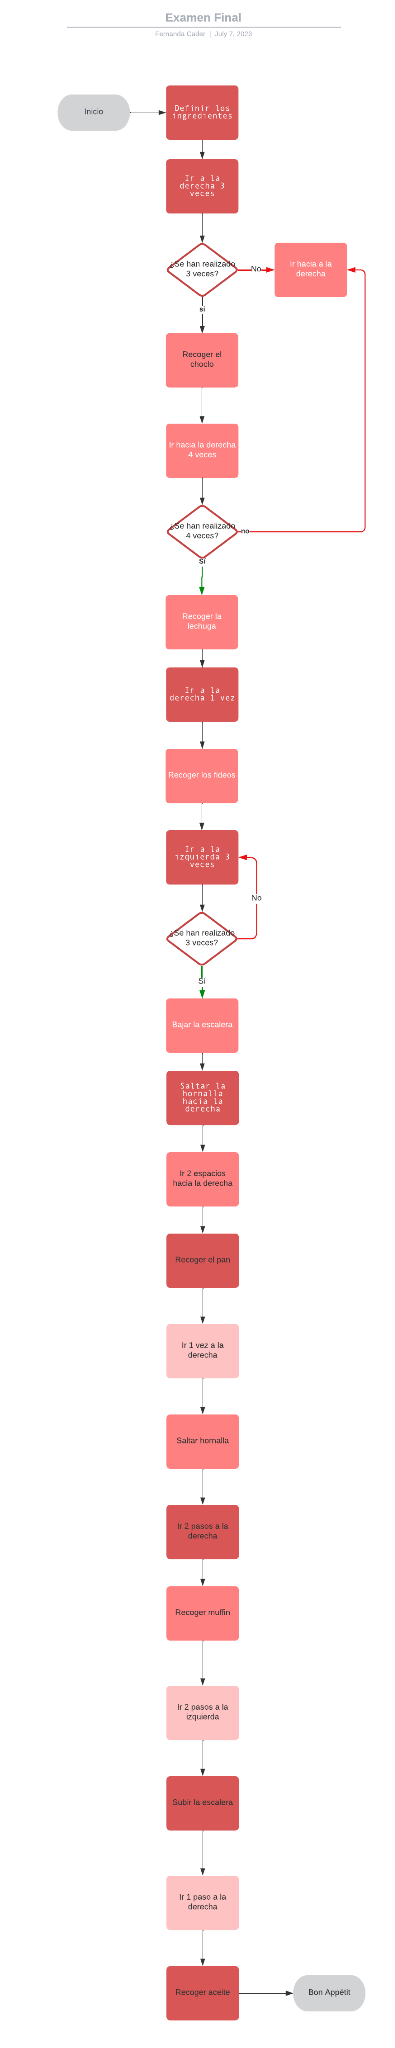 Examen Final
Fernanda Cader | July 7, 2023
Inicio
Definir los
ingredientes
Ir a la
derecha 3
veces
¿Se han realizado
3 veces?
No
Ir hacia a la
derecha
sí
Recoger el
choclo
Ir hacia la derecha
4 veces
¿Se han realizado
4 veces?
no
Sí
Recoger la
lechuga
Ir a la
derecha 1 vez
Recoger los fideos
Ir a la
izquierda 3
veces
No
¿Se han realizado
3 veces?
Sí
Bajar la escalera
Saltar la
hornalla
hacia la
derecha
Ir 2 espacios
hacia la derecha
Recoger el pan
Ir 1 vez a la
derecha
Saltar hornalla
Ir 2 pasos a la
derecha
Recoger muffin
Ir 2 pasos a la
izquierda
Subir la escalera
Ir 1 paso a la
derecha
Recoger aceite
Bon Appétit